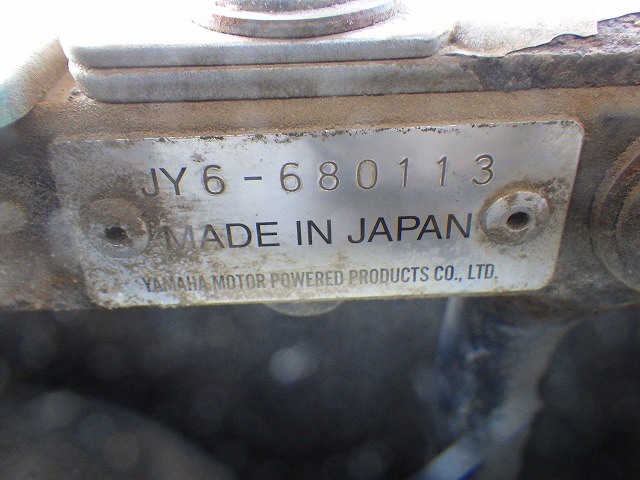 JY6-680113
MADE IN JAPAN
YAMAHA MOTOR POWERED PRODUCTS CO., LTD.